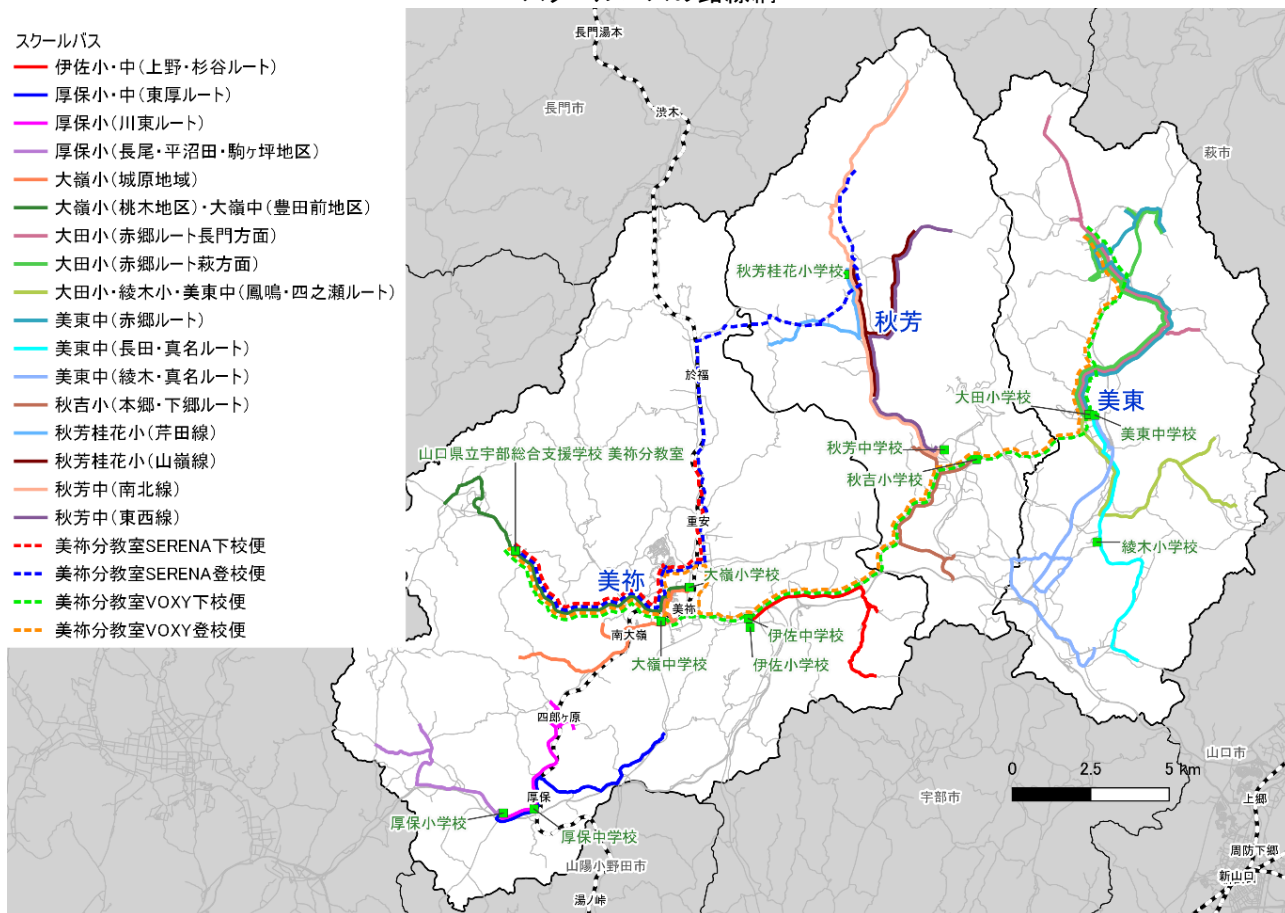 スクールバス
伊佐小・中(上野・杉谷ルート)
厚保小・中(東厚ルート)
厚保小(川東ルート)
厚保小(長尾・平沼田・駒ヶ坪地区)
大嶺小(城原地域)
大嶺小(桃木地区)・大嶺中(豊田前地区)
大田小(赤郷ルート長門方面)
大田小(赤郷ルート萩方面)
大田小・綾木小・美東中(鳳鳴・四之瀬ルート)
美東中(赤郷ルート)
美東中(長田・真名ルート)
美東中(綾木・真名ルート)
秋吉小(本郷・下郷ルート)
秋芳桂花小(芹田線)
秋芳桂花小(山嶺線)
秋芳中(南北線)
秋芳中(東西線)
美祢分教室SERENA下校便
美祢分教室SERENA登校便
美祢分教室VOXY下校便
美祢分教室VOXY登校便
長門湯本
長門市
渋木
萩市
秋芳桂花小学校
秋芳
於福
大田小学校
美東
美東中学校
秋芳中学校
山口県立宇部総合支援学校 美祢分教室
秋吉小学校
重安
綾木小学校
美祢
大嶺小学校
美祢
南大嶺
伊佐中学校
大嶺中学校
伊佐小学校
四郎ヶ原
山口市
0 2.5 5 km
厚保
宇部市
上郷
厚保小学校
厚保中学校
周防下郷
山陽小野田市
新山口
湯ノ峠